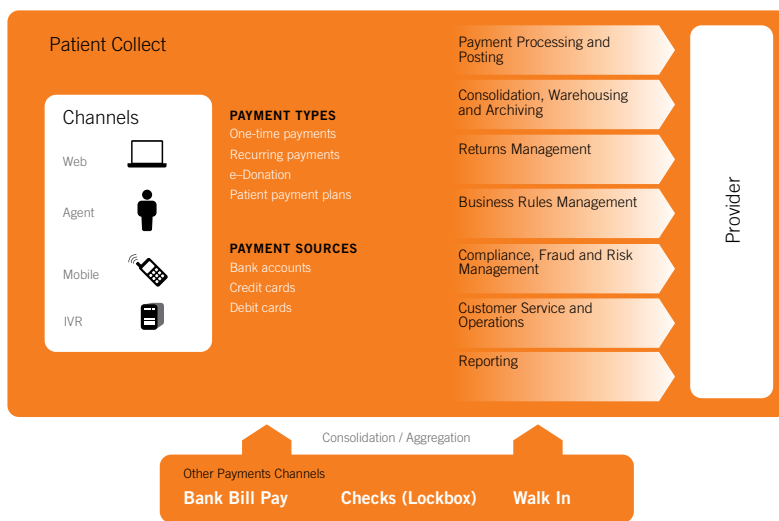 Patient Collect
Channels
Web
Agent
Mobile
IVR
PAYMENT TYPES
One-time payments
Recurring payments
e–Donation
Patient payment plans
PAYMENT SOURCES
Bank accounts
Credit cards
Debit cards
Payment Processing and
Posting
Consolidation, Warehousing
and Archiving
Returns Management
Business Rules Management
Compliance, Fraud and Risk
Management
Customer Service and
Operations
Reporting
Provider
Consolidation / Aggregation
Other Payments Channels
Bank Bill Pay
Checks (Lockbox)
Walk In